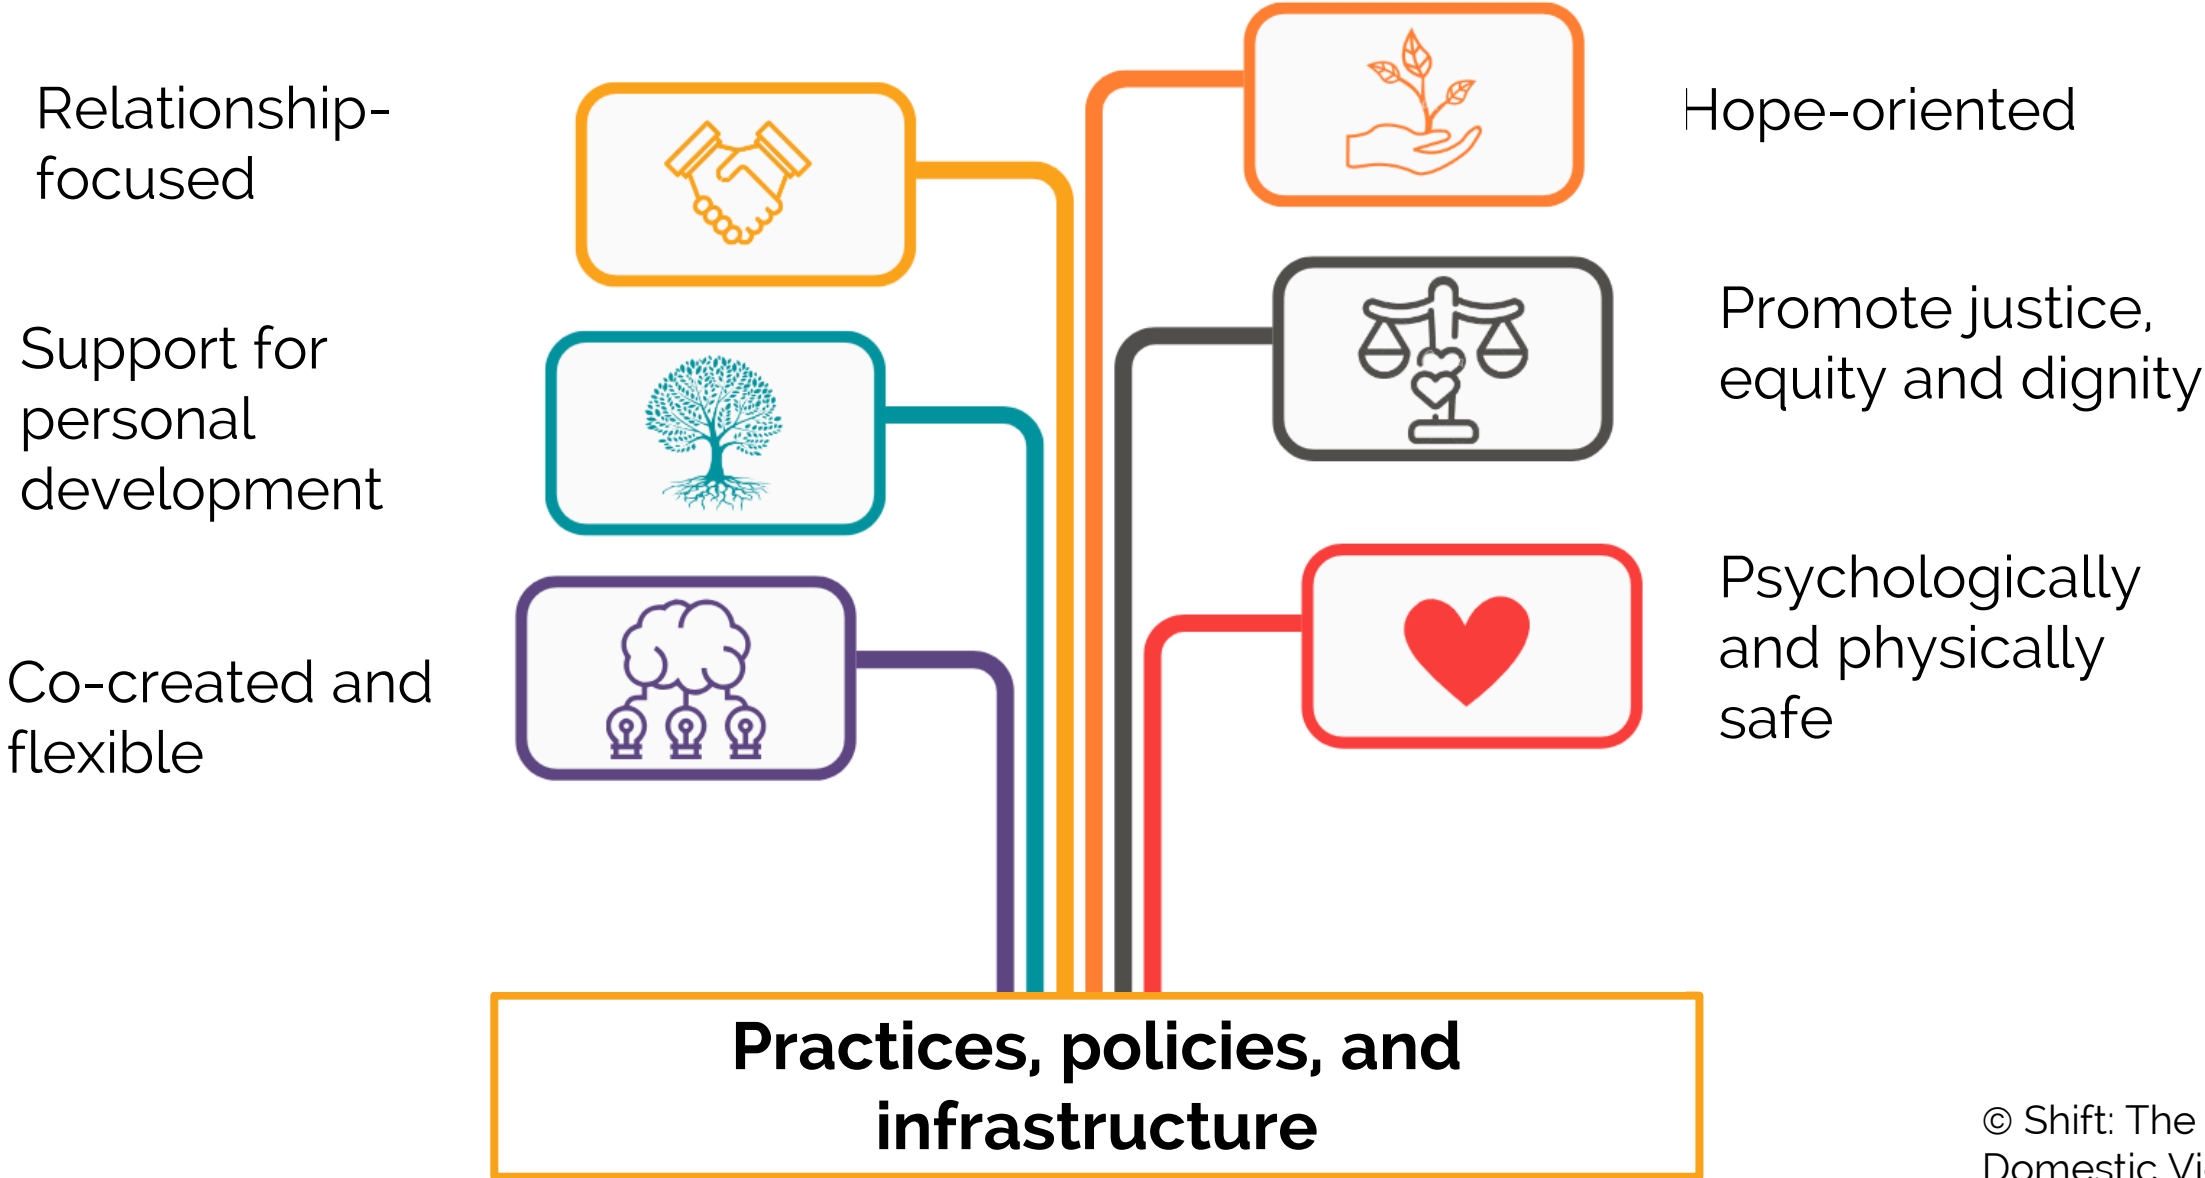 Relationship-
focused
Support for
personal
development
Co-created and
flexible
Hope-oriented
Promote justice,
equity and dignity
Psychologically
and physically
safe
Practices, policies, and
infrastructure
© Shift: The
Domestic